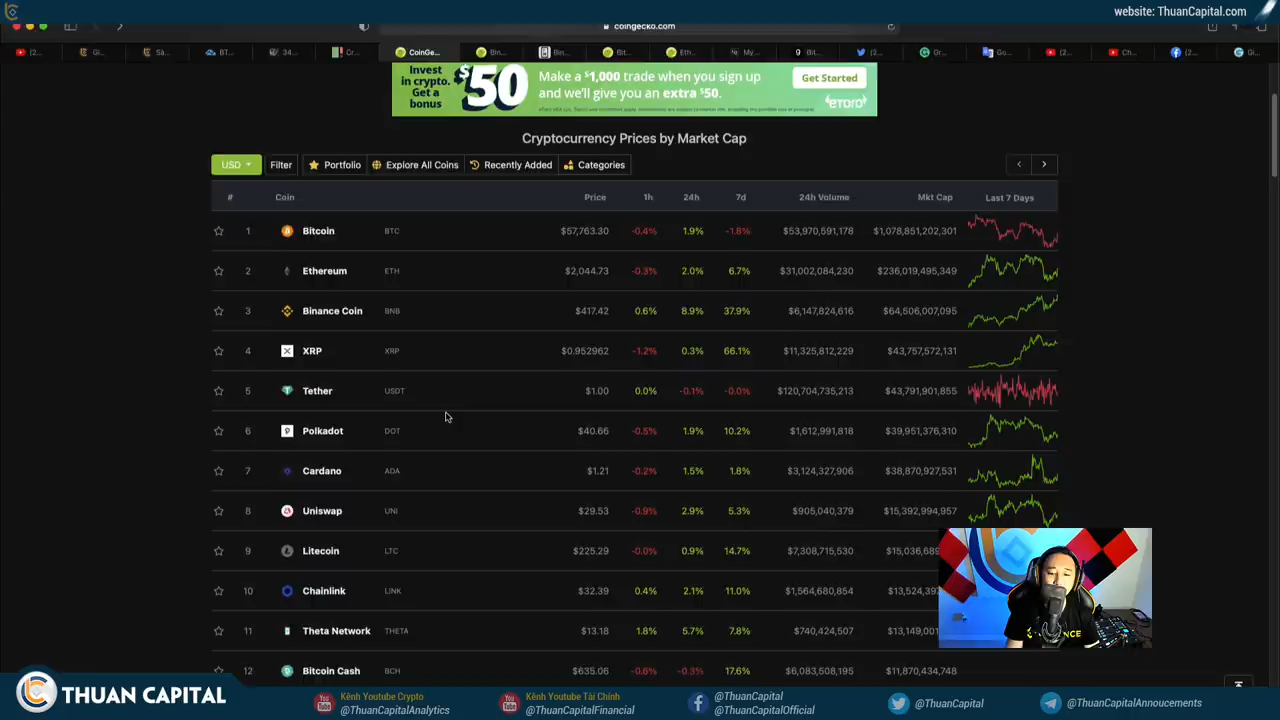 website: ThuanCapital.com
coingecko.com
CoinGe...
Invest in crypto. Get a bonus
$50
Make a $1,000 trade when you sign up
and we'll give you an extra $50.
Get Started
eTORO
Cryptocurrency Prices by Market Cap
USD Filter Portfolio Explore All Coins Recently Added Categories
# Coin Price 1h 24h 7d 24h Volume Mkt Cap Last 7 Days
1 Bitcoin BTC $57,763.30 -0.4% 1.9% -1.8% $53,970,591,178 $1,078,851,202,301
2 Ethereum ETH $2,044.73 -0.3% 2.0% 6.7% $31,002,084,230 $236,019,495,349
3 Binance Coin BNB $417.42 0.6% 8.9% 37.9% $6,147,824,616 $64,506,007,095
4 XRP XRP $0.952962 -1.2% 0.3% 66.1% $11,325,812,229 $43,757,572,131
5 Tether USDT $1.00 0.0% -0.1% -0.0% $120,704,735,213 $43,791,901,855
6 Polkadot DOT $40.66 -0.5% 1.9% 10.2% $1,612,991,818 $39,951,376,310
7 Cardano ADA $1.21 -0.2% 1.5% 1.8% $3,124,327,906 $38,870,927,531
8 Uniswap UNI $29.53 -0.9% 2.9% 5.3% $905,040,379 $15,392,994,957
9 Litecoin LTC $225.29 -0.0% 0.9% 14.7% $7,308,715,530 $15,036,689
10 Chainlink LINK $32.39 0.4% 2.1% 11.0% $1,564,680,854 $13,524,39
11 Theta Network THETA $13.18 1.8% 5.7% 7.8% $740,424,507 $13,149,00
12 Bitcoin Cash BCH $635.06 -0.6% -0.3% 17.6% $6,083,508,195 $11,870,434,748
THUAN CAPITAL
Kênh Youtube Crypto
@ThuanCapitalAnalytics
Kênh Youtube Tài Chính
@ThuanCapitalFinancial
@ThuanCapital
@ThuanCapitalOfficial
@ThuanCapital
@ThuanCapitalAnnoucements